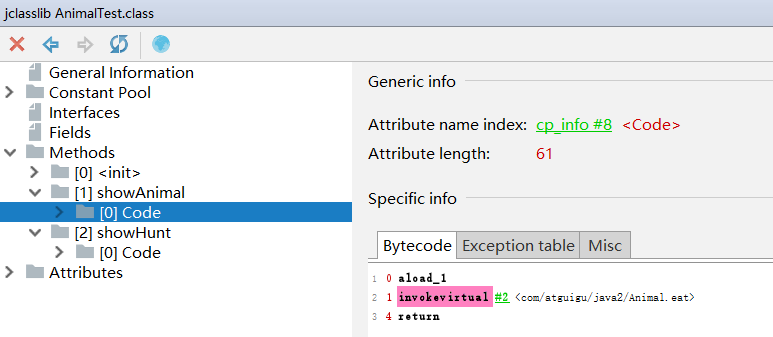 jclasslib AnimalTest.class
General Information
Constant Pool
Interfaces
Fields
Methods
[0] <init>
[1] showAnimal
[0] Code
[2] showHunt
[0] Code
Attributes
Generic info
Attribute name index: cp_info #8 <Code>
Attribute length: 61
Specific info
Bytecode Exception table Misc
1 0 aload_1
2 1 invokevirtual #2 <com/atguigu/java2/Animal.eat>
3 4 return